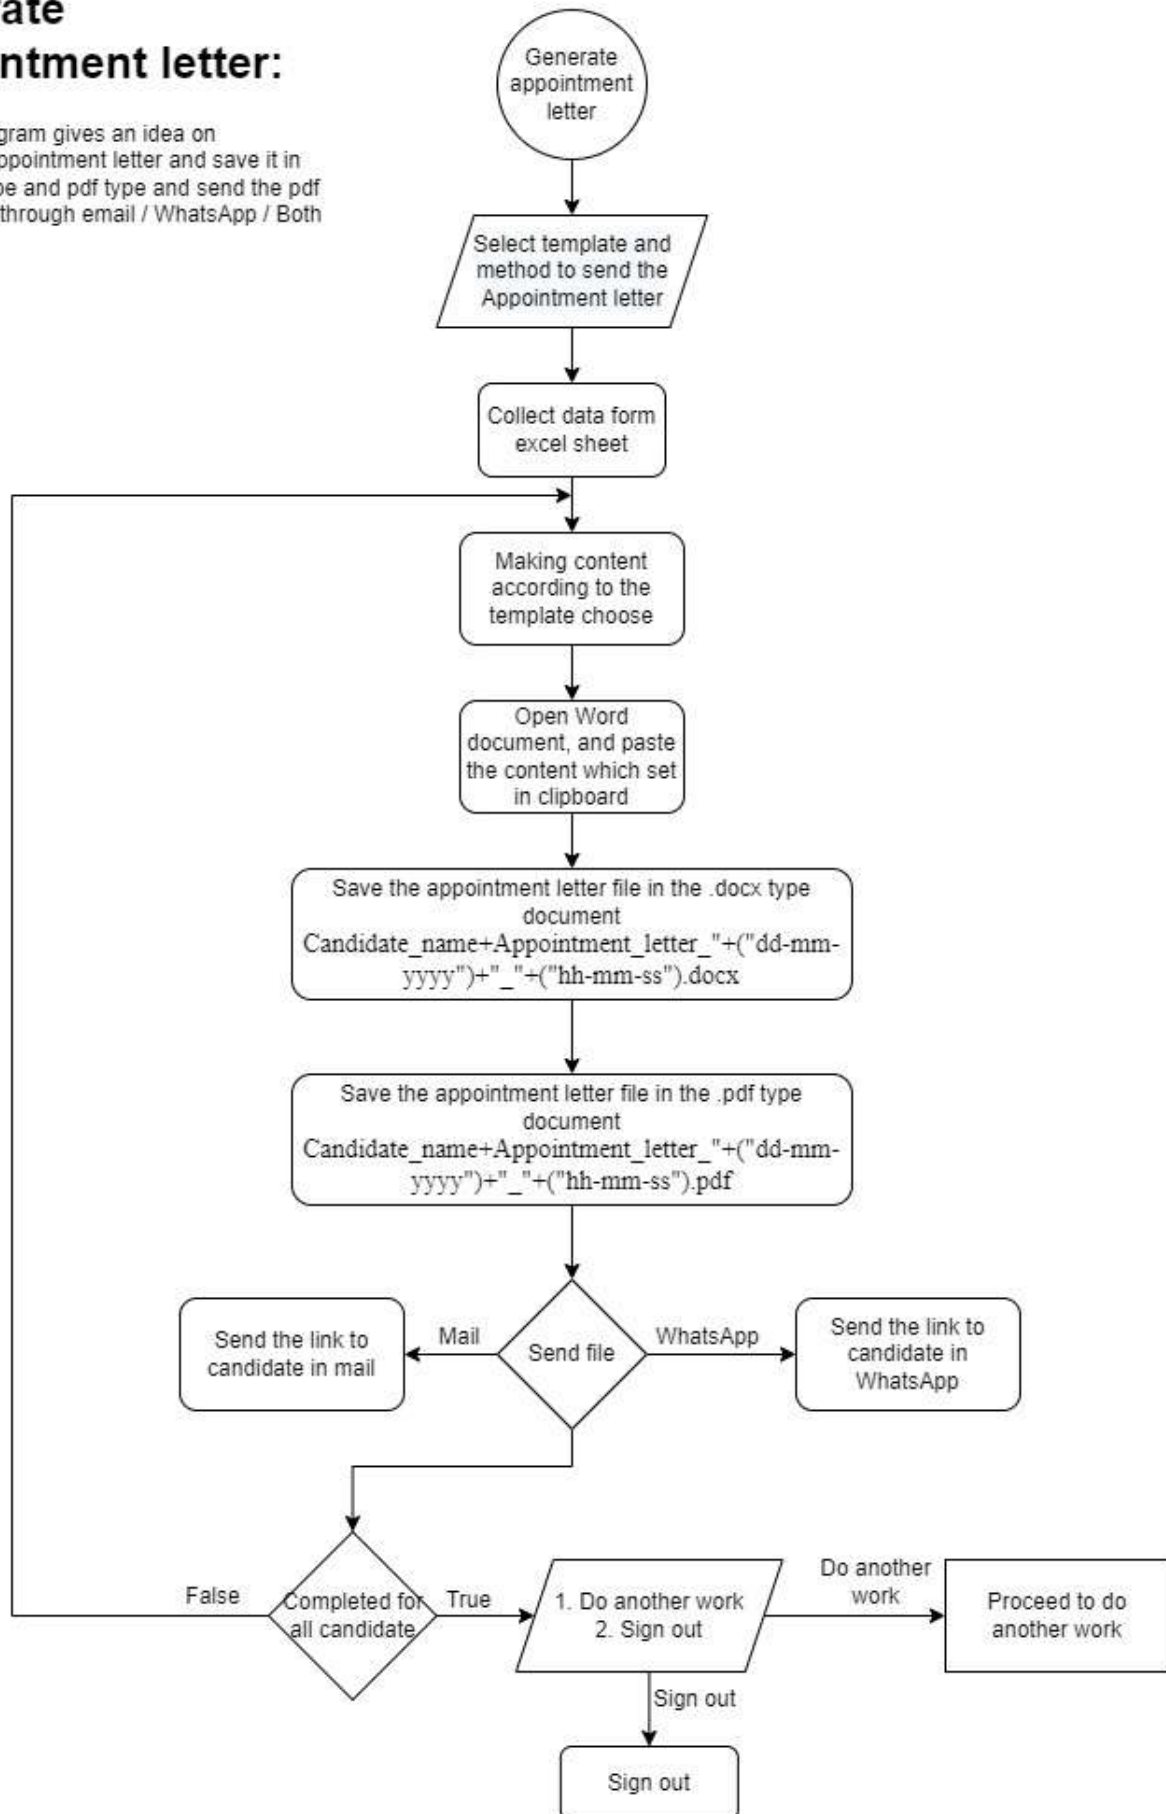 ate
ntment letter:
gram gives an idea on
ppointment letter and save it in
pe and pdf type and send the pdf
through email / WhatsApp / Both
Generate
appointment
letter
Select template and
method to send the
Appointment letter
Collect data form
excel sheet
Making content
according to the
template choose
Open Word
document, and paste
the content which set
in clipboard
Save the appointment letter file in the .docx type
document
Candidate_name+Appointment_letter_"+("dd-mm-
yyyy")+"_"+("hh-mm-ss").docx
Save the appointment letter file in the .pdf type
document
Candidate_name+Appointment_letter_"+("dd-mm-
yyyy")+"_"+("hh-mm-ss").pdf
Send the link to
candidate in mail
Mail
Send file
WhatsApp
Send the link to
candidate in
WhatsApp
False
Completed for
all candidate
True
1. Do another work
2. Sign out
Do another
work
Proceed to do
another work
Sign out
Sign out